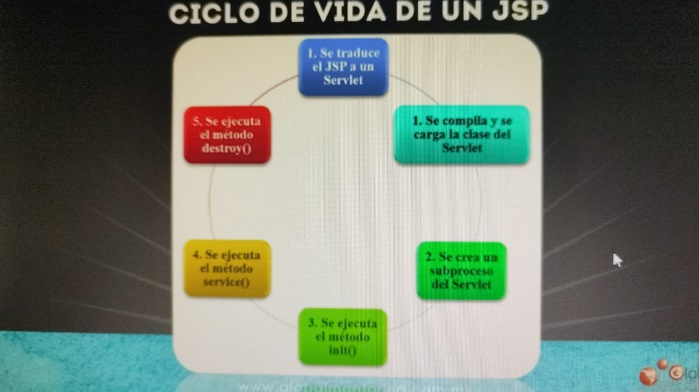 CICLO DE VIDA DE UN JSP
1. Se traduce
el JSP a un
Servlet
1. Se compila y se
carga la clase del
Servlet
2. Se crea un
subproceso
del Servlet
3. Se ejecuta
el método
init()
4. Se ejecuta
el método
service()
5. Se ejecuta
el método
destroy()